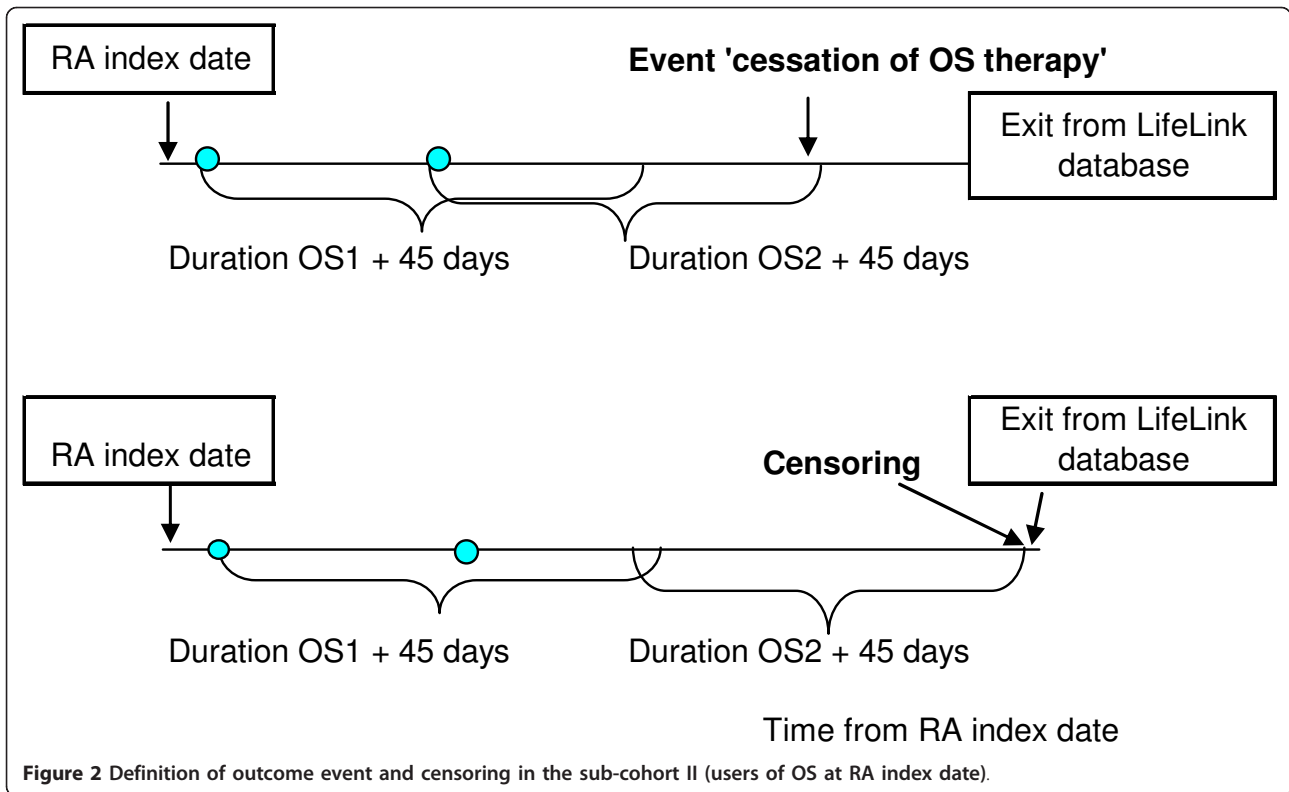 RA index date
Event 'cessation of OS therapy'
Exit from LifeLink
database
Duration OS1 + 45 days
Duration OS2 + 45 days
RA index date
Censoring
Exit from LifeLink
database
Duration OS1 + 45 days
Duration OS2 + 45 days
Time from RA index date
Figure 2 Definition of outcome event and censoring in the sub-cohort II (users of OS at RA index date).